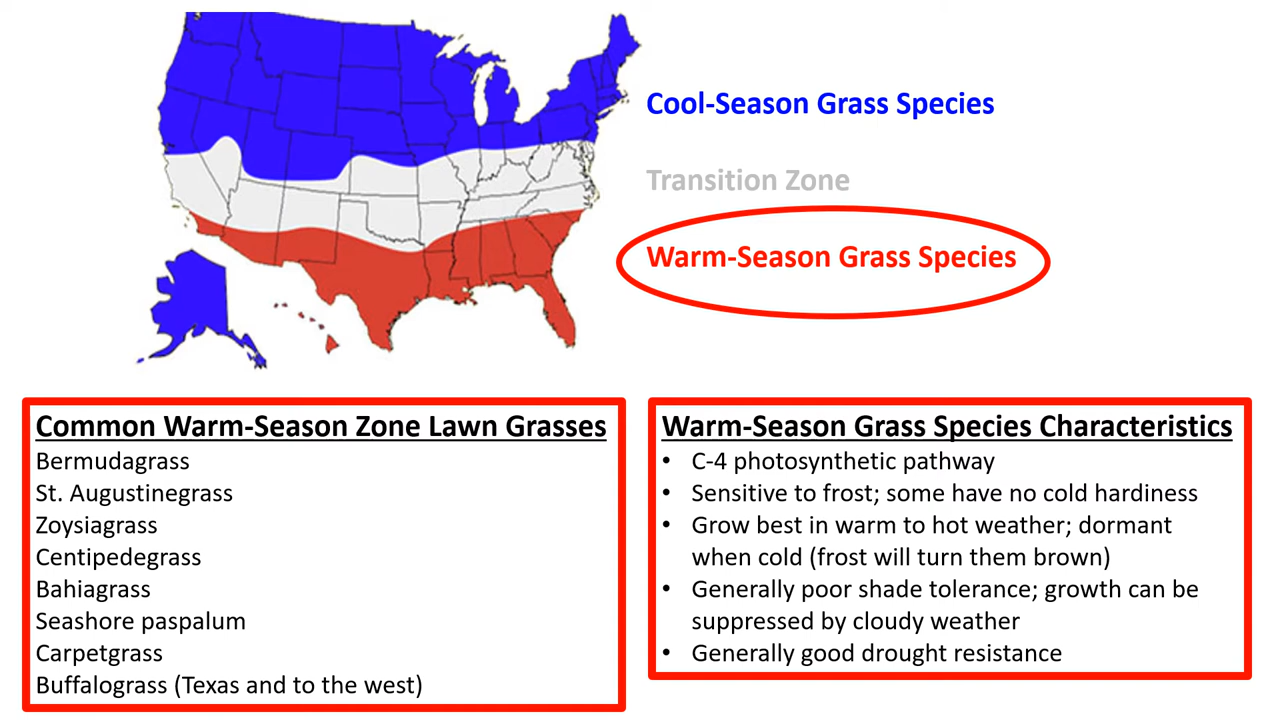 Cool-Season Grass Species
Transition Zone
Warm-Season Grass Species
Common Warm-Season Zone Lawn Grasses
Bermudagrass
St. Augustinegrass
Zoysiagrass
Centipedegrass
Bahiagrass
Seashore paspalum
Carpetgrass
Buffalograss (Texas and to the west)
Warm-Season Grass Species Characteristics
• C-4 photosynthetic pathway
• Sensitive to frost; some have no cold hardiness
• Grow best in warm to hot weather; dormant
when cold (frost will turn them brown)
• Generally poor shade tolerance; growth can be
suppressed by cloudy weather
• Generally good drought resistance